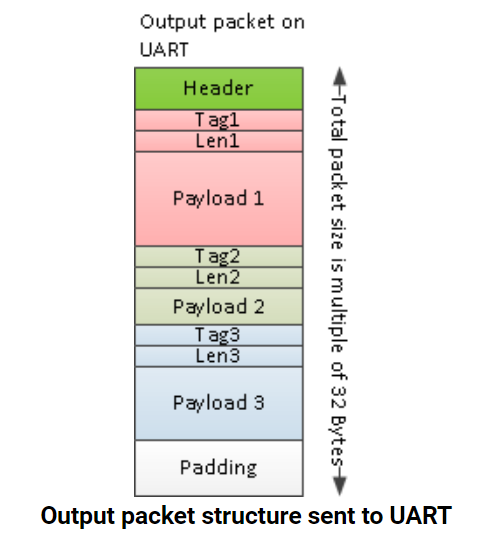 Output packet on
UART
Header
Tag1
Len1
Payload 1
Tag2
Len2
Payload 2
Tag3
Len3
Payload 3
Padding
Total packet size is multiple of 32 Bytes
Output packet structure sent to UART